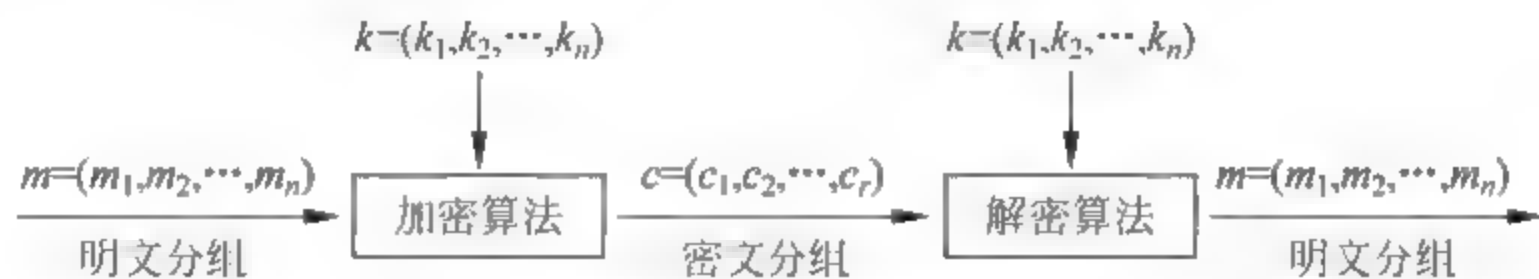 k=(k₁,k₂,⋯,kₙ) k=(k₁,k₂,⋯,kₙ)
m=(m₁,m₂,⋯,mₙ) 加密算法 c=(c₁,c₂,⋯,cᵣ) 解密算法 m=(m₁,m₂,⋯,mₙ)
明文分组 密文分组 明文分组